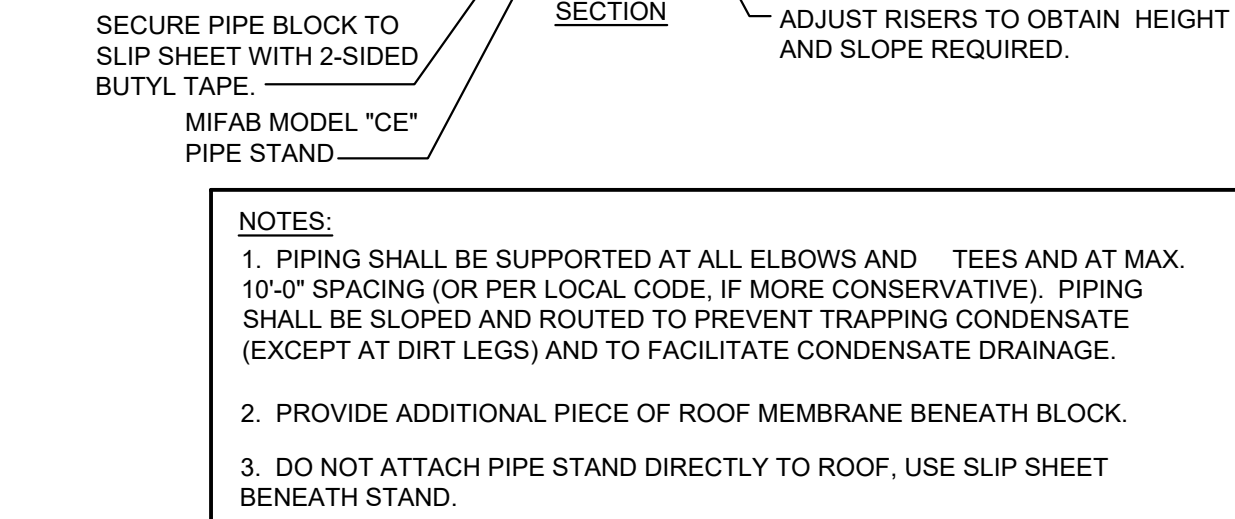 SECTION
ADJUST RISERS TO OBTAIN  HEIGHT
AND SLOPE REQUIRED.
SECURE PIPE BLOCK TO
SLIP SHEET WITH 2-SIDED
BUTYL TAPE.
MIFAB MODEL "CE"
PIPE STAND
NOTES:
1.  PIPING SHALL BE SUPPORTED AT ALL ELBOWS AND    TEES AND AT MAX.
10'-0" SPACING (OR PER LOCAL CODE, IF MORE CONSERVATIVE).  PIPING
SHALL BE SLOPED AND ROUTED TO PREVENT TRAPPING CONDENSATE
(EXCEPT AT DIRT LEGS) AND TO FACILITATE CONDENSATE DRAINAGE.
2.  PROVIDE ADDITIONAL PIECE OF ROOF MEMBRANE BENEATH BLOCK.
3.  DO NOT ATTACH PIPE STAND DIRECTLY TO ROOF, USE SLIP SHEET
BENEATH STAND.